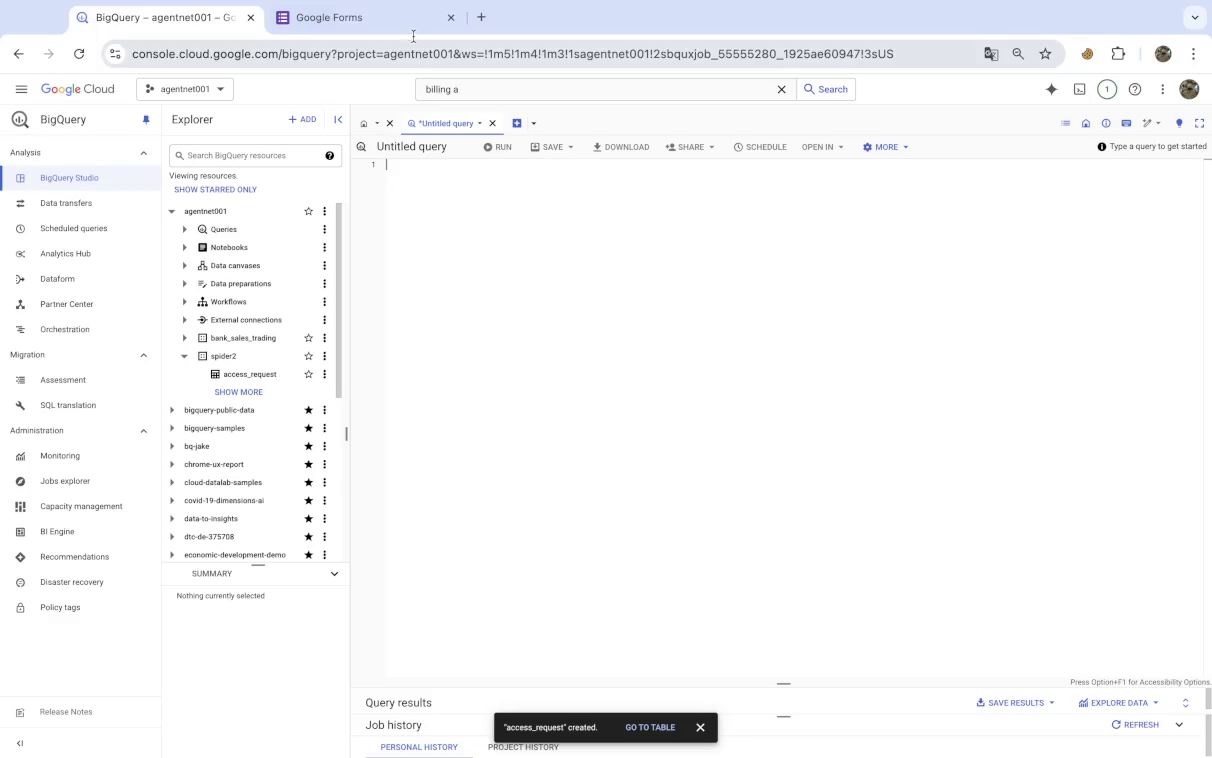 BigQuery – agentnet001 – Go
Google Forms
console.cloud.google.com/bigquery?project=agentnet001&ws=!1m5!1m4!1m3!1sagentnet001!2sbquxjob_55555280_1925ae60947!3sUS
Google Cloud
agentnet001
billing a
Search
1
BigQuery
Explorer
+ ADD
*Untitled query
Analysis
Search BigQuery resources
Untitled query
RUN
SAVE
DOWNLOAD
SHARE
SCHEDULE
OPEN IN
MORE
Type a query to get started
1
Viewing resources.
SHOW STARRED ONLY
BigQuery Studio
Data transfers
Scheduled queries
Analytics Hub
Dataform
Partner Center
Orchestration
Migration
Assessment
SQL translation
Administration
Monitoring
Jobs explorer
Capacity management
BI Engine
Recommendations
Disaster recovery
Policy tags
Release Notes
agentnet001
Queries
Notebooks
Data canvases
Data preparations
Workflows
External connections
bank_sales_trading
spider2
access_request
SHOW MORE
bigquery-public-data
bigquery-samples
bq-jake
chrome-ux-report
cloud-datalab-samples
covid-19-dimensions-ai
data-to-insights
dtc-de-375708
economic-development-demo
SUMMARY
Nothing currently selected
Press Option+F1 for Accessibility Options.
Query results
SAVE RESULTS
EXPLORE DATA
Job history
REFRESH
"access_request" created.
GO TO TABLE
PERSONAL HISTORY
PROJECT HISTORY